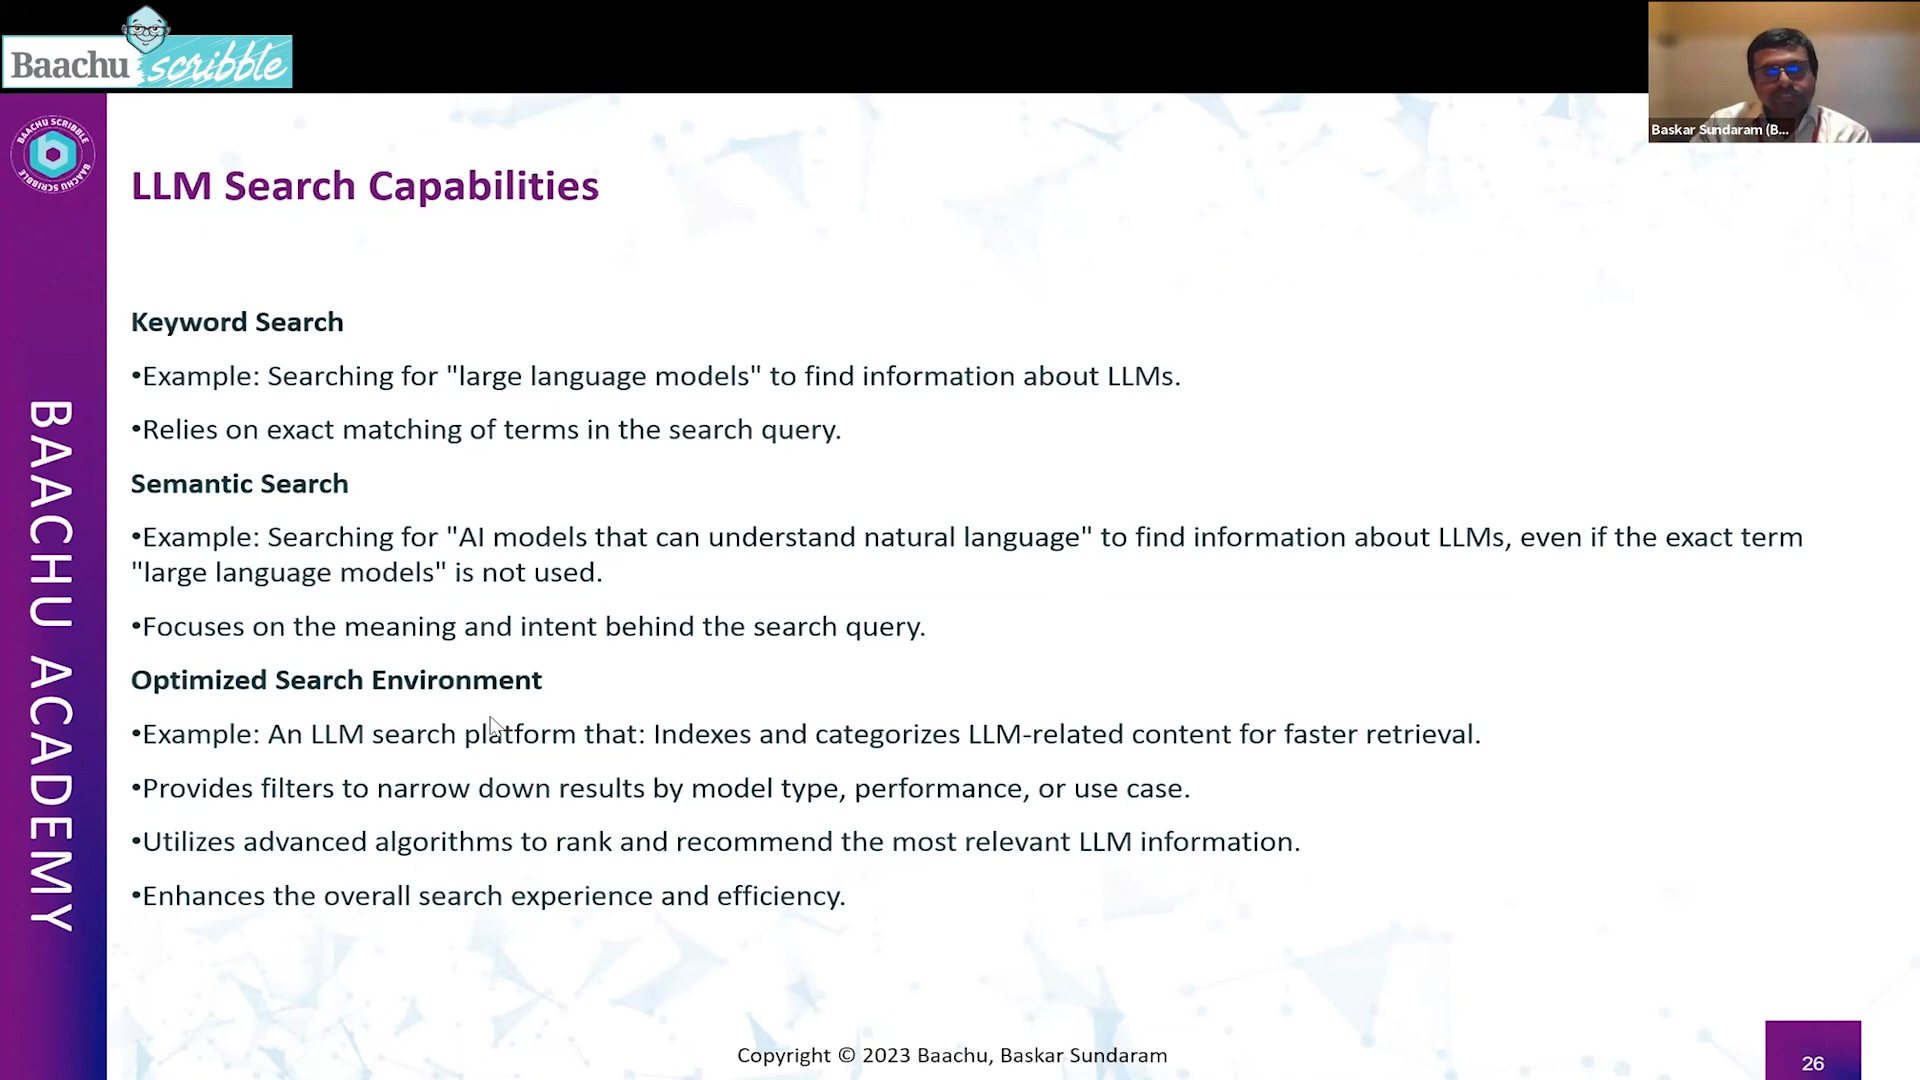 Baachu scribble
Baskar Sundaram (B...
BAACHU SCRIBBLE
BAACHU SCRIBBLE
BAACHU ACADEMY
LLM Search Capabilities
Keyword Search
•Example: Searching for "large language models" to find information about LLMs.
•Relies on exact matching of terms in the search query.
Semantic Search
•Example: Searching for "AI models that can understand natural language" to find information about LLMs, even if the exact term
"large language models" is not used.
•Focuses on the meaning and intent behind the search query.
Optimized Search Environment
•Example: An LLM search platform that: Indexes and categorizes LLM-related content for faster retrieval.
•Provides filters to narrow down results by model type, performance, or use case.
•Utilizes advanced algorithms to rank and recommend the most relevant LLM information.
•Enhances the overall search experience and efficiency.
Copyright © 2023 Baachu, Baskar Sundaram
26